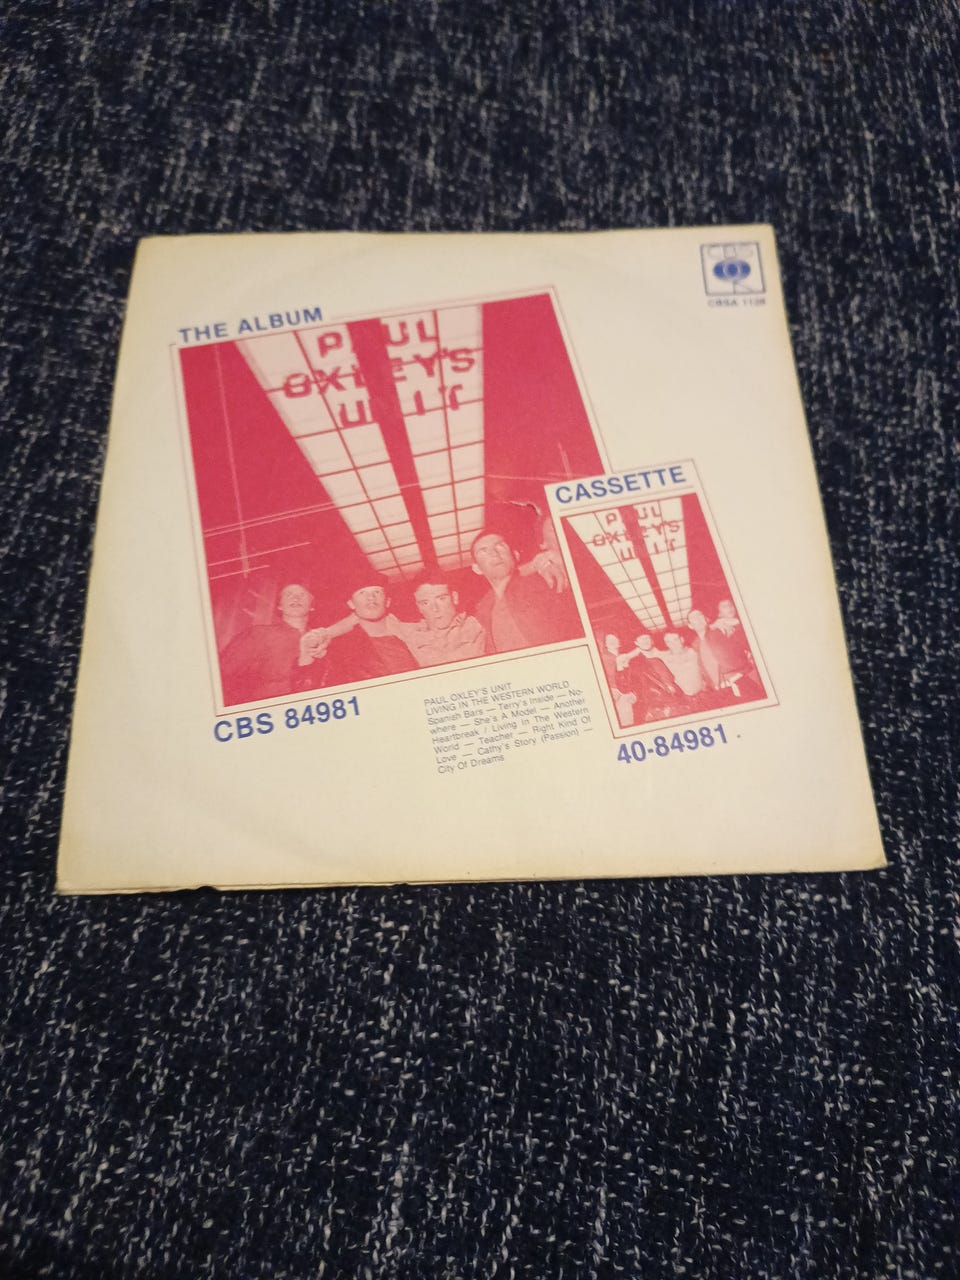 CBS
CBSA 1128
THE ALBUM
PAUL
OXLEY'S
UNIT
CASSETTE
PAUL
OXLEY'S
UNIT
CBS 84981
PAUL OXLEY'S UNIT
LIVING IN THE WESTERN WORLD
Spanish Bars — Terry's Inside — No-
where — She's A Model — Another
Heartbreak / Living In The Western
World — Teacher — Right Kind Of
Love — Cathy's Story (Passion) —
City Of Dreams
40-84981